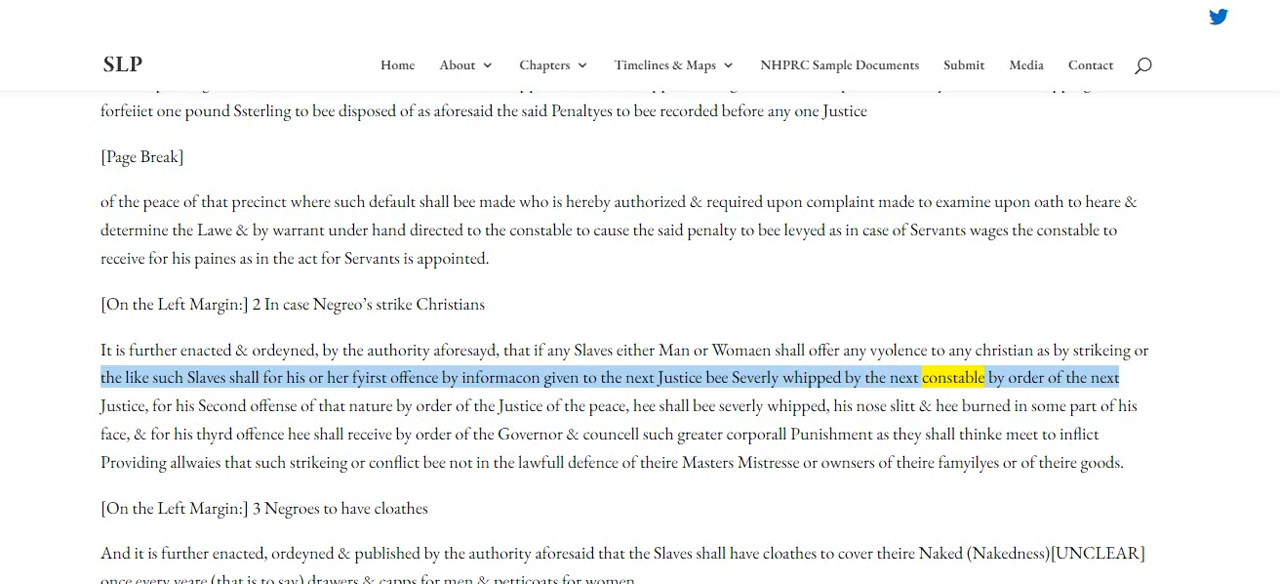 SLP
Home About Chapters Timelines & Maps NHPRC Sample Documents Submit Media Contact
forfeiiet one pound Ssterling to bee disposed of as aforesaid the said Penaltyes to bee recorded before any one Justice
[Page Break]
of the peace of that precinct where such default shall bee made who is hereby authorized & required upon complaint made to examine upon oath to heare &
determine the Lawe & by warrant under hand directed to the constable to cause the said penalty to bee levyed as in case of Servants wages the constable to
receive for his paines as in the act for Servants is appointed.
[On the Left Margin:] 2 In case Negreo’s strike Christians
It is further enacted & ordeyned, by the authority aforesayd, that if any Slaves either Man or Womaen shall offer any vyolence to any christian as by strikeing or
the like such Slaves shall for his or her fyirst offence by informacon given to the next Justice bee Severly whipped by the next constable by order of the next
Justice, for his Second offense of that nature by order of the Justice of the peace, hee shall bee severly whipped, his nose slitt & hee burned in some part of his
face, & for his thyrd offence hee shall receive by order of the Governor & councell such greater corporall Punishment as they shall thinke meet to inflict
Providing allwaies that such strikeing or conflict bee not in the lawfull defence of theire Masters Mistresse or ownsers of theire famyilyes or of theire goods.
[On the Left Margin:] 3 Negroes to have cloathes
And it is further enacted, ordeyned & published by the authority aforesaid that the Slaves shall have cloathes to cover theire Naked (Nakedness)[UNCLEAR]
once every yeare (that is to say) drawers & capps for men & petticoats for women